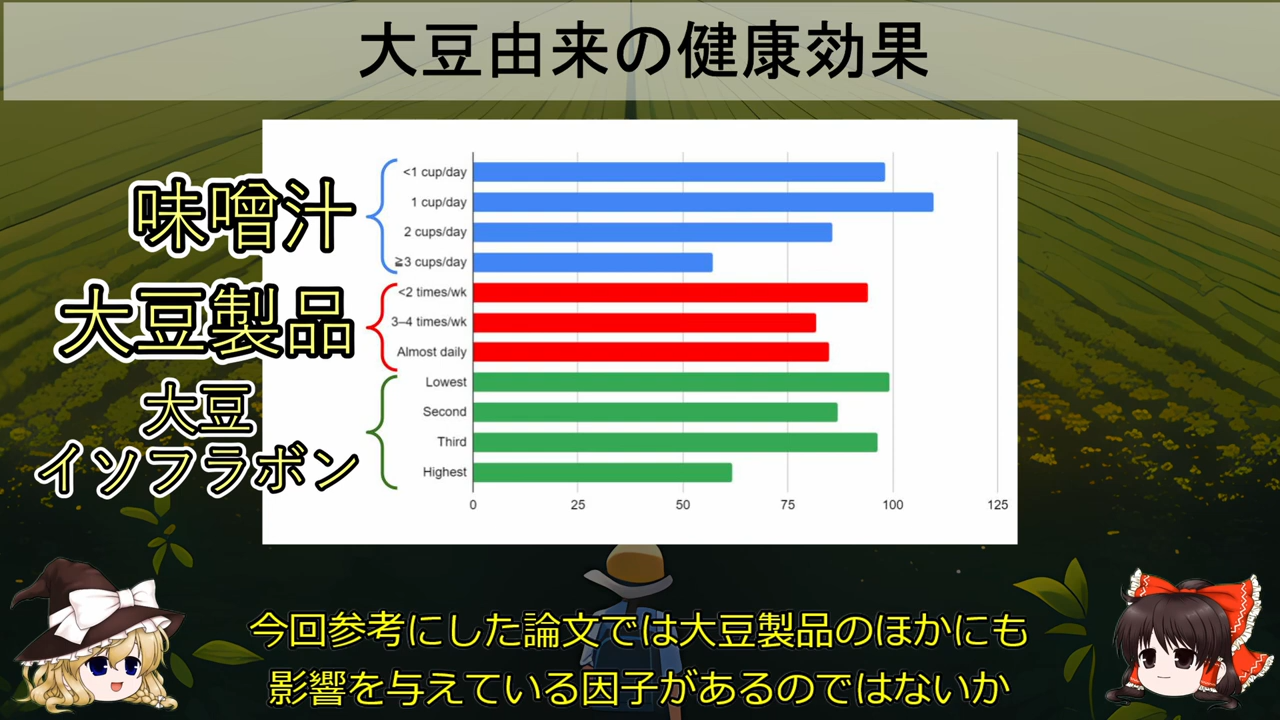 大豆由来の健康効果
味噌汁
<1 cup/day
1 cup/day
2 cups/day
≧3 cups/day
大豆製品
<2 times/wk
3–4 times/wk
Almost daily
大豆
イソフラボン
Lowest
Second
Third
Highest
0 25 50 75 100 125
今回参考にした論文では大豆製品のほかにも
影響を与えている因子があるのではないか